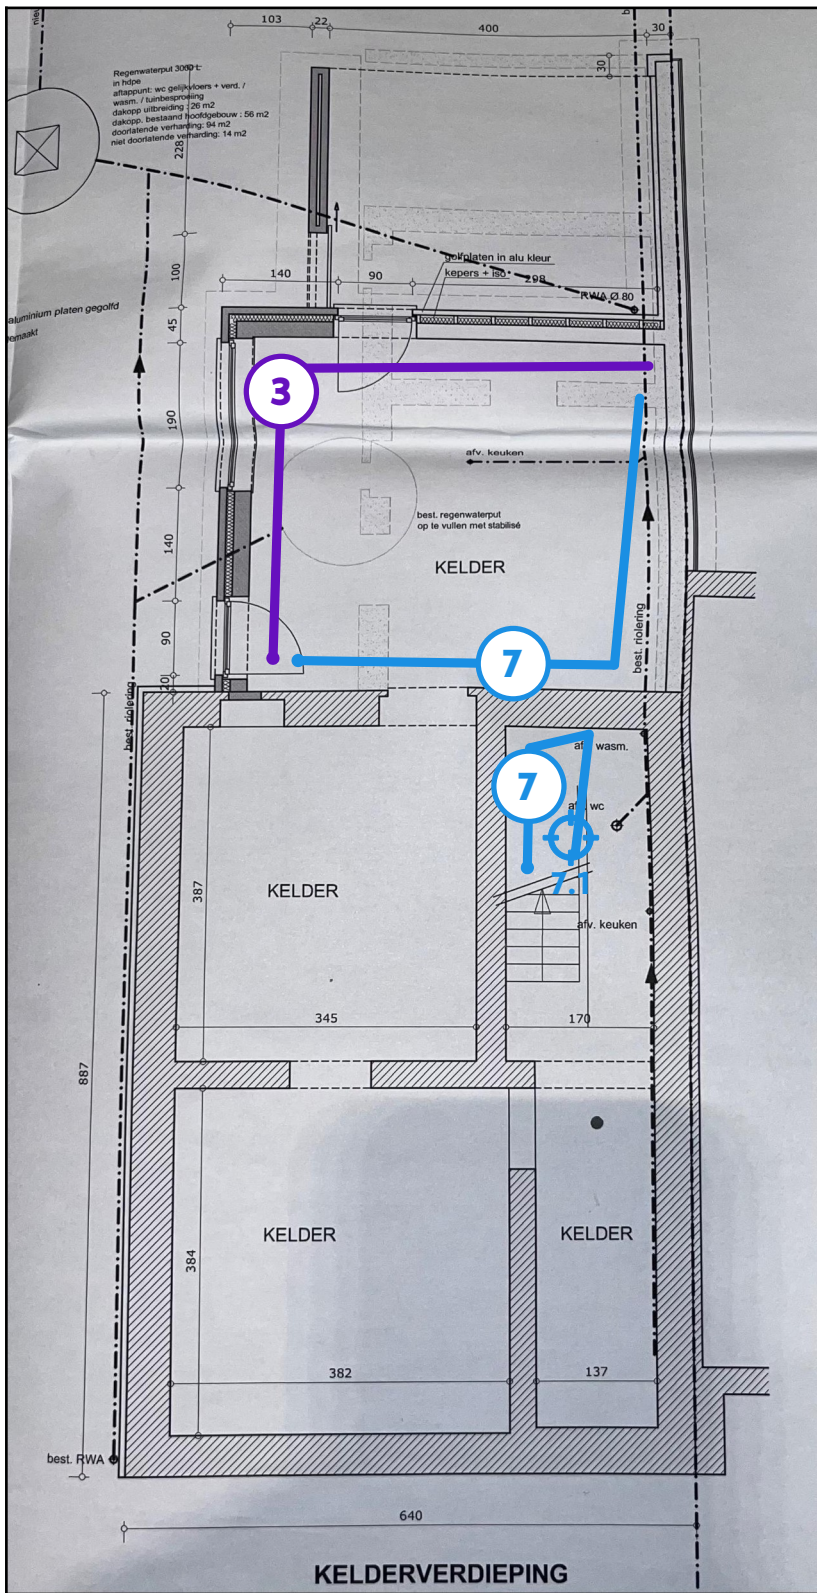 103
22
400
30
30
Regenwaterput 3000 L
in hdpe
aftappunt: wc gelijkvloers + verd. /
wasm. / tuinbesproeiing
dakopp uitbreiding : 26 m2
dakopp. bestaand hoofdgebouw : 56 m2
doorlatende verharding: 94 m2
niet doorlatende verharding: 14 m2
228
100
140
90
golfplaten in alu kleur
kepers + iso
298
RWA Ø 80
aluminium platen gegolfd
45
3
190
afv. keuken
best. regenwaterput
op te vullen met stabilisé
140
KELDER
90
best. riolering
7
20
best. riolering
afv. wasm.
7
afv. wc
7.1
387
KELDER
afv. keuken
345
170
887
384
KELDER
KELDER
382
137
best. RWA
640
KELDERVERDIEPING